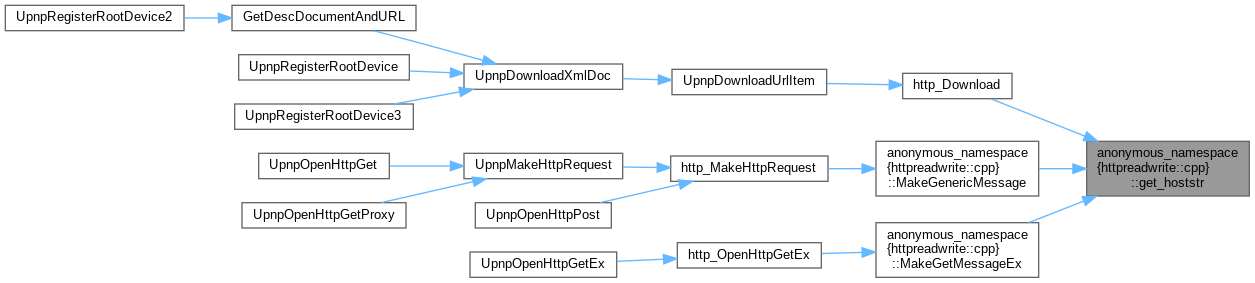 UpnpRegisterRootDevice2
GetDescDocumentAndURL
UpnpRegisterRootDevice
UpnpDownloadXmlDoc
UpnpDownloadUrlItem
http_Download
UpnpRegisterRootDevice3
UpnpOpenHttpGet
UpnpMakeHttpRequest
http_MakeHttpRequest
anonymous_namespace
{httpreadwrite::cpp}
::MakeGenericMessage
anonymous_namespace
{httpreadwrite::cpp}
::get_hoststr
UpnpOpenHttpGetProxy
UpnpOpenHttpPost
UpnpOpenHttpGetEx
http_OpenHttpGetEx
anonymous_namespace
{httpreadwrite::cpp}
::MakeGetMessageEx